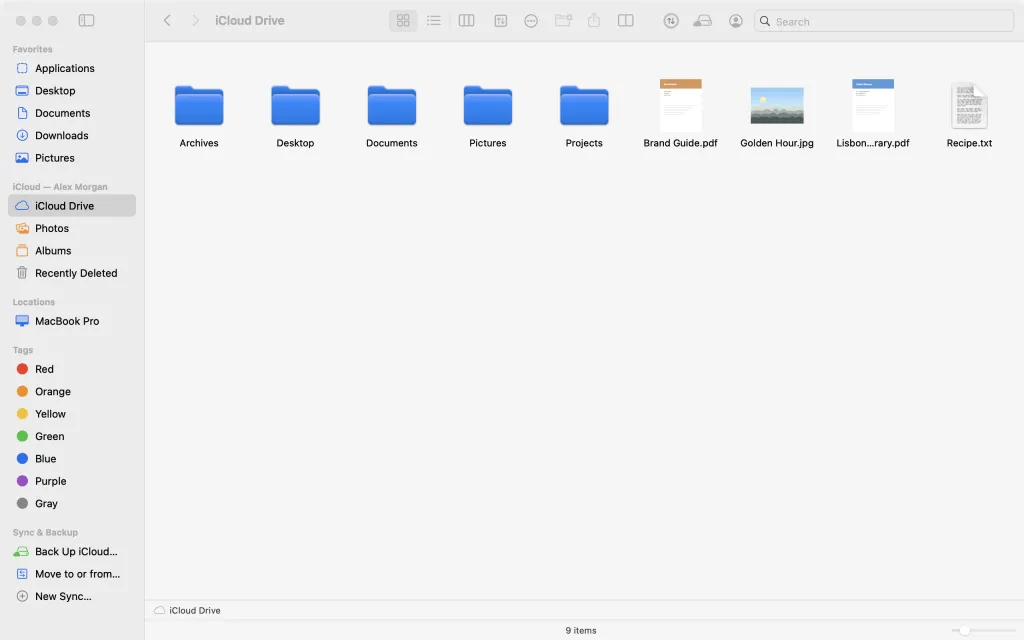 iCloud Drive
Search
Favorites
Applications
Desktop
Documents
Downloads
Pictures
iCloud — Alex Morgan
iCloud Drive
Photos
Albums
Recently Deleted
Locations
MacBook Pro
Tags
Red
Orange
Yellow
Green
Blue
Purple
Gray
Sync & Backup
Back Up iCloud...
Move to or from...
New Sync...
Archives
Desktop
Documents
Pictures
Projects
Brand Guide.pdf
Golden Hour.jpg
Lisbon...rary.pdf
Recipe.txt
iCloud Drive
9 items